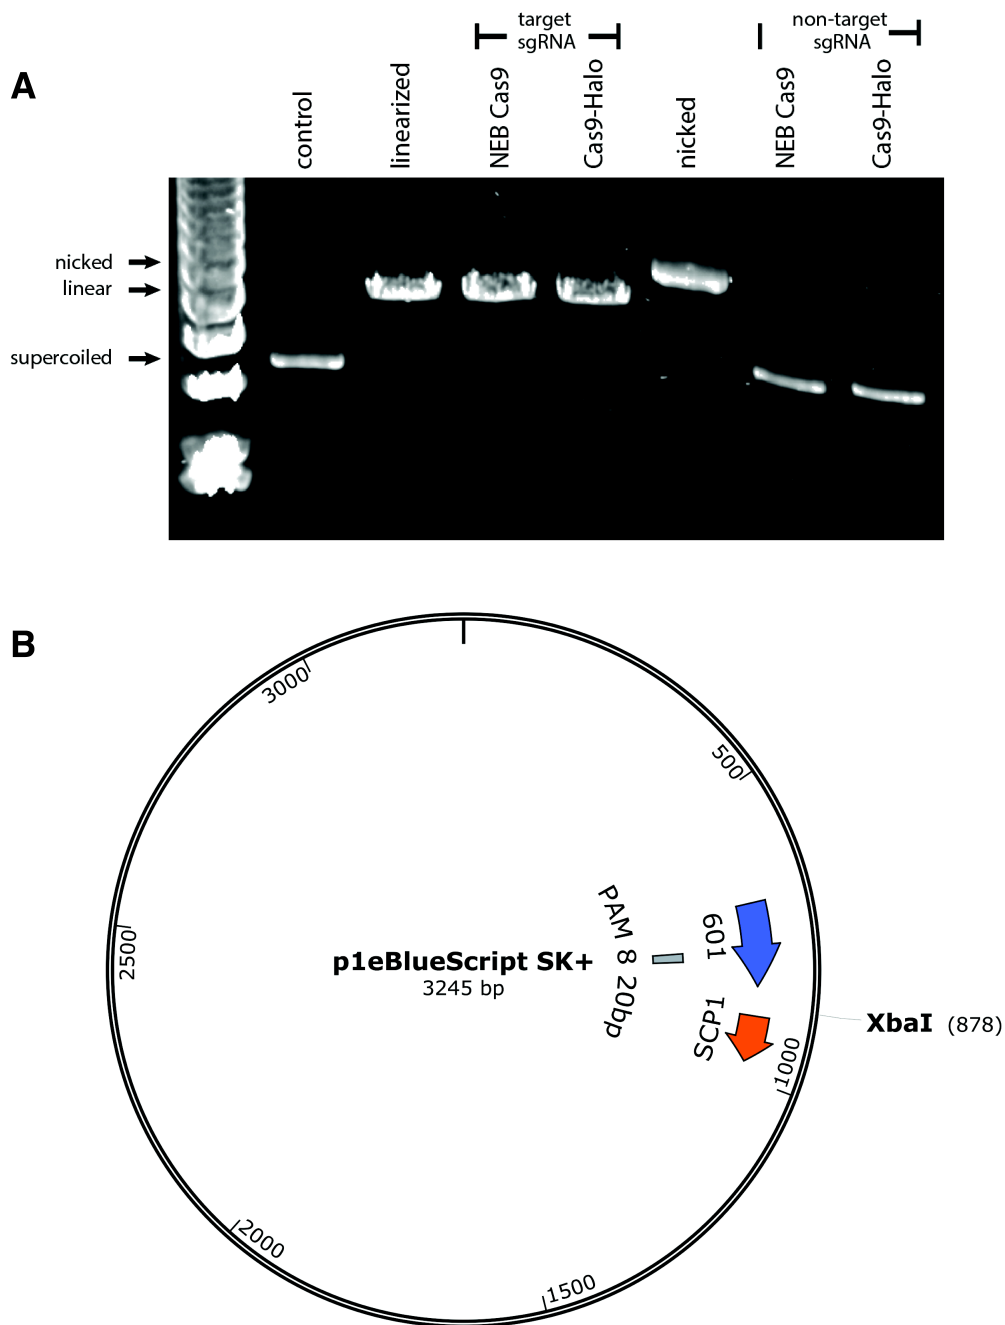 A
target
sgRNA
non-target
sgRNA
control
linearized
NEB Cas9
Cas9-Halo
nicked
NEB Cas9
Cas9-Halo
nicked
linear
supercoiled
B
3000
500
2500
601
PAM 8 20bp
p1eBlueScript SK+
3245 bp
SCP1
XbaI (878)
1000
2000
1500